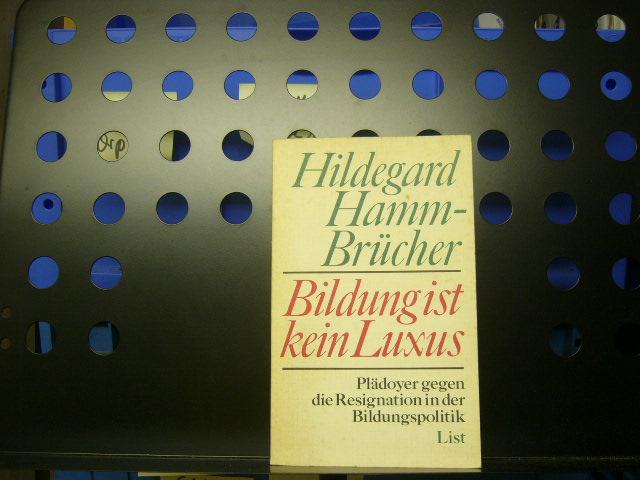 Hildegard
Hamm-
Brücher
Bildung ist
kein Luxus
Plädoyer gegen
die Resignation in der
Bildungspolitik
List